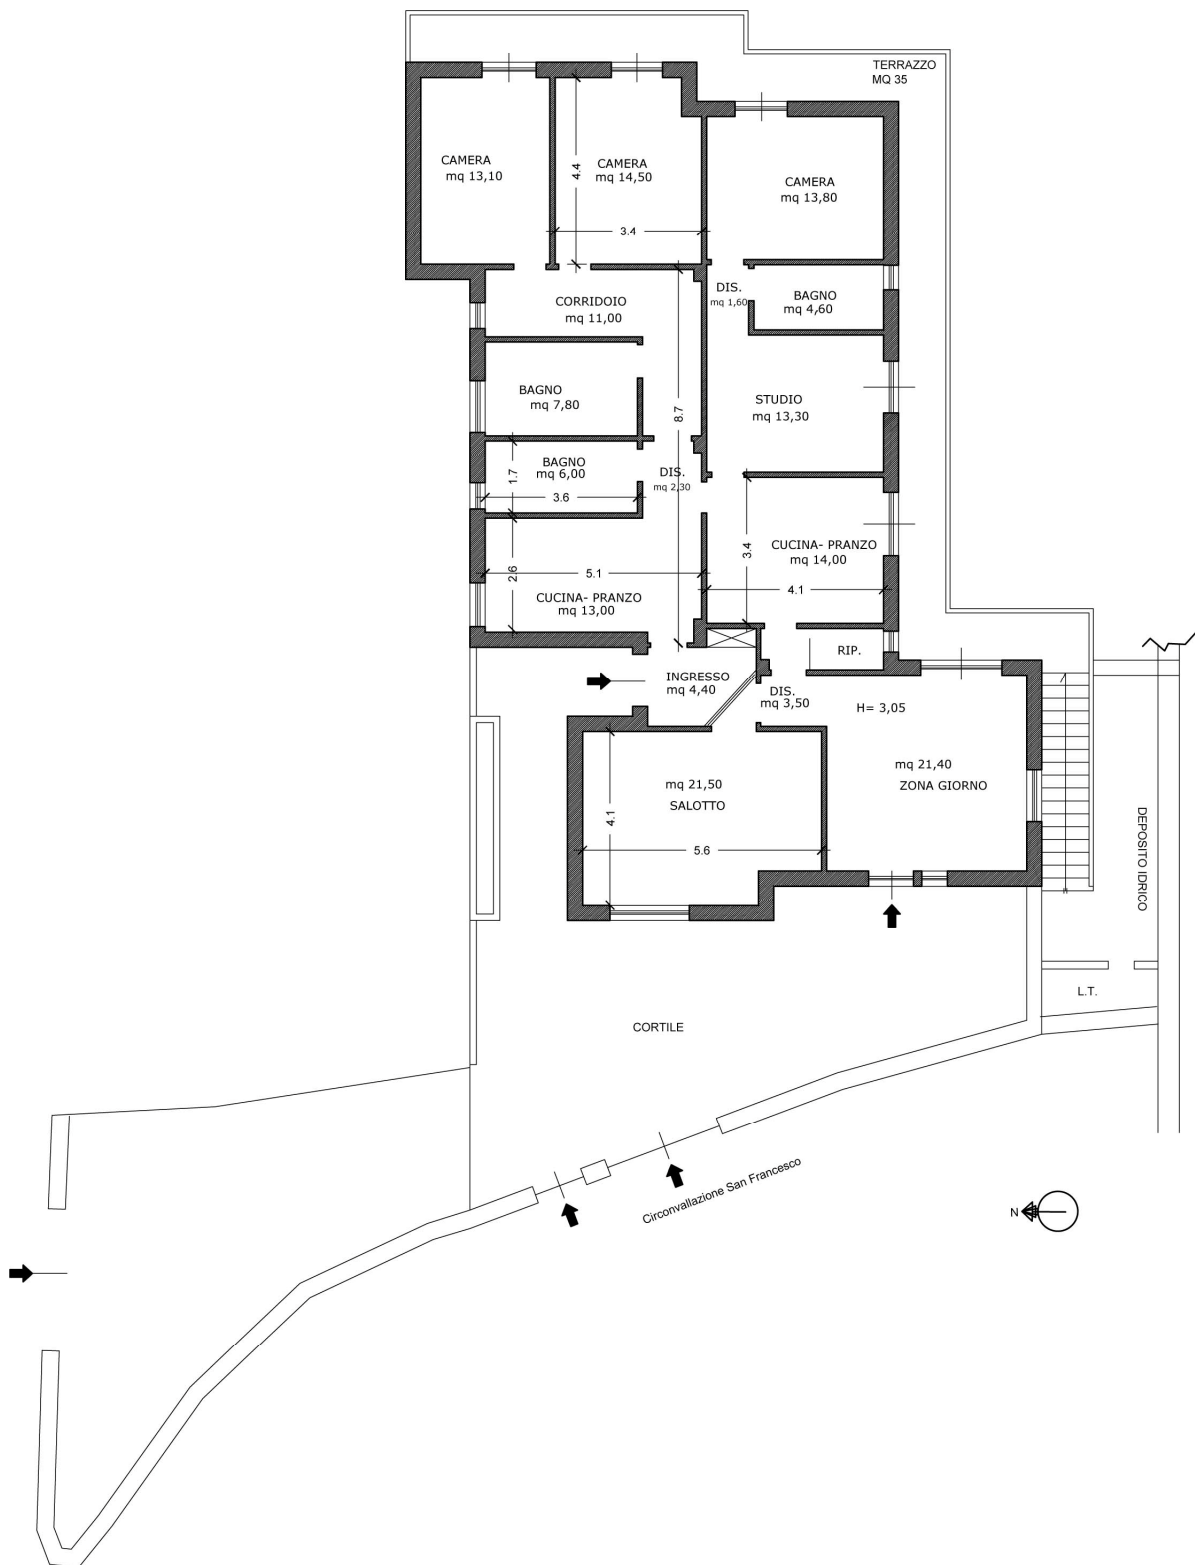 TERRAZZO
MQ 35
CAMERA
mq 13,10
CAMERA
mq 14,50
4.4
3.4
CAMERA
mq 13,80
CORRIDOIO
mq 11,00
DIS.
mq 1,60
BAGNO
mq 4,60
BAGNO
mq 7,80
8.7
STUDIO
mq 13,30
BAGNO
mq 6,00
1.7
3.6
DIS.
mq 2,30
CUCINA- PRANZO
mq 14,00
3.4
4.1
2.6
5.1
CUCINA- PRANZO
mq 13,00
RIP.
INGRESSO
mq 4,40
DIS.
mq 3,50
H= 3,05
mq 21,50
SALOTTO
4.1
5.6
mq 21,40
ZONA GIORNO
DEPOSITO IDRICO
L.T.
CORTILE
Circonvallazione San Francesco
N